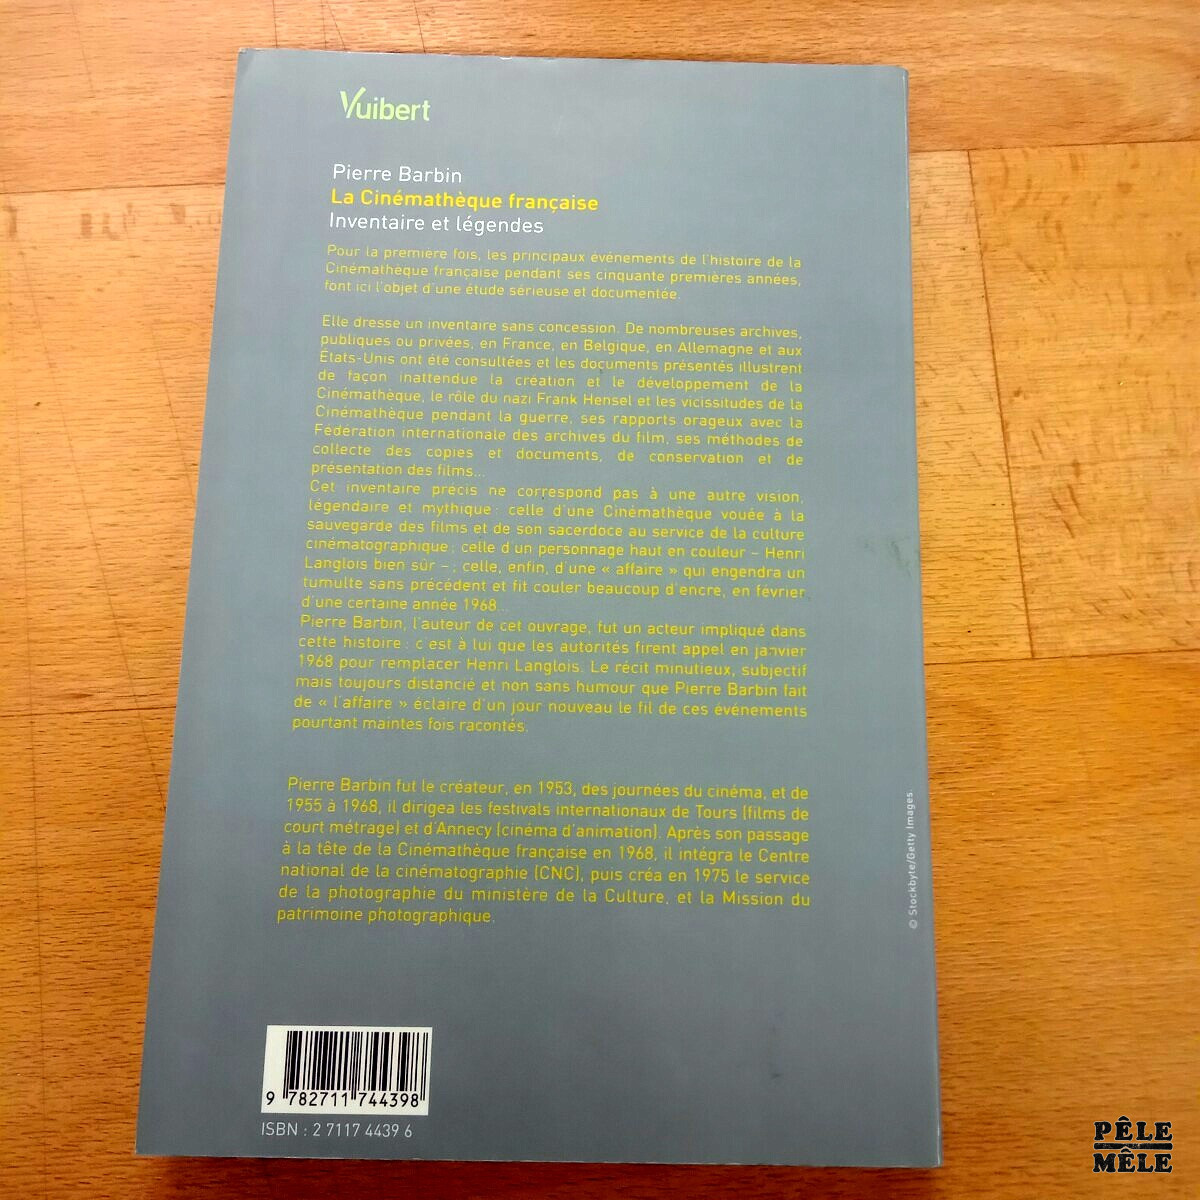 Vuibert
Pierre Barbin
La Cinémathèque française
Inventaire et légendes
Pour la première fois, les principaux événements de l'histoire de la
Cinémathèque française pendant ses cinquante premières années,
font ici l'objet d'une étude sérieuse et documentée.
Elle dresse un inventaire sans concession. De nombreuses archives,
publiques ou privées, en France, en Belgique, en Allemagne et aux
États-Unis ont été consultées et les documents présentés illustrent
de façon inattendue la création et le développement de la
Cinémathèque, le rôle du nazi Frank Hensel et les vicissitudes de la
Cinémathèque pendant la guerre, ses rapports orageux avec la
Fédération internationale des archives du film, ses méthodes de
collecte des copies et documents, de conservation et de
présentation des films...
Cet inventaire précis ne correspond pas à une autre vision,
légendaire et mythique : celle d'une Cinémathèque vouée à la
sauvegarde des films et de son sacerdoce au service de la culture
cinématographique ; celle d'un personnage haut en couleur – Henri
Langlois bien sûr – ; celle, enfin, d'une « affaire » qui engendra un
tumulte sans précédent et fit couler beaucoup d'encre, en février
d'une certaine année 1968...
Pierre Barbin, l'auteur de cet ouvrage, fut un acteur impliqué dans
cette histoire : c'est à lui que les autorités firent appel en janvier
1968 pour remplacer Henri Langlois. Le récit minutieux, subjectif
mais toujours distancié et non sans humour que Pierre Barbin fait
de « l'affaire » éclaire d'un jour nouveau le fil de ces événements
pourtant maintes fois racontés.
Pierre Barbin fut le créateur, en 1953, des journées du cinéma, et de
1955 à 1968, il dirigea les festivals internationaux de Tours (films de
court métrage) et d'Annecy (cinéma d'animation). Après son passage
à la tête de la Cinémathèque française en 1968, il intégra le Centre
national de la cinématographie (CNC), puis créa en 1975 le service
de la photographie du ministère de la Culture, et la Mission du
patrimoine photographique.
© Stockbyte/Getty Images
9 782711 744398
ISBN : 2 7117 4439 6
PÊLE
MÊLE